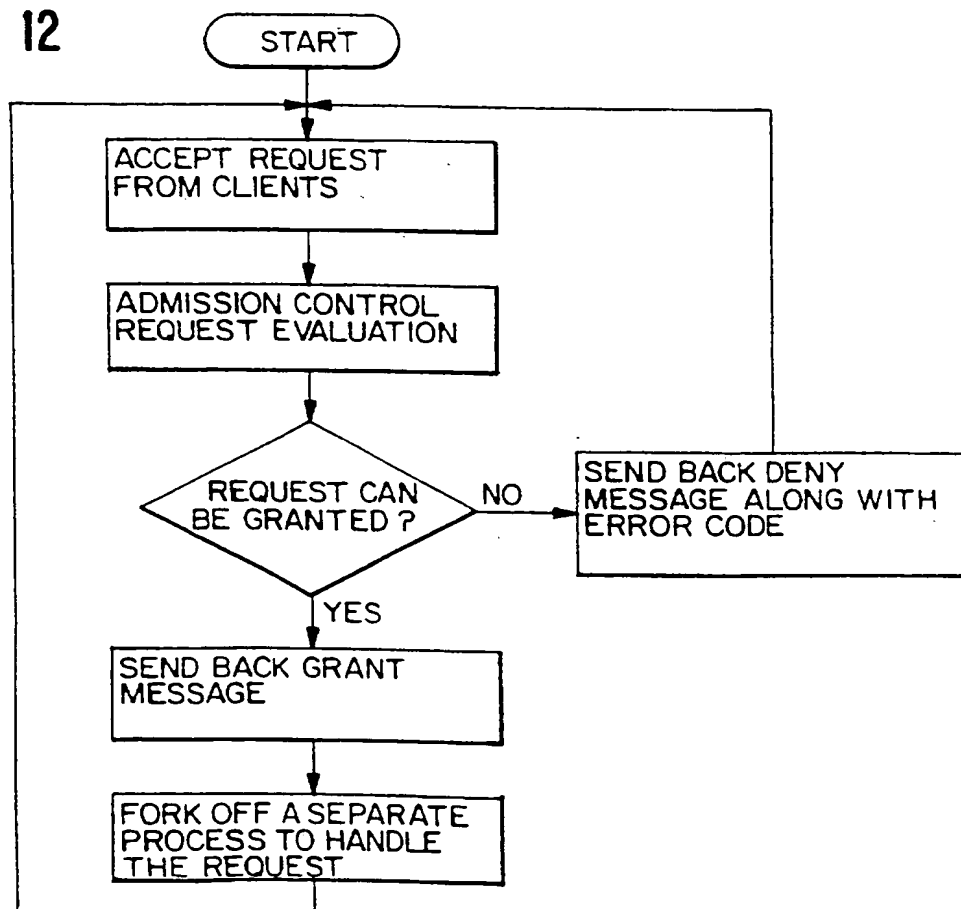 12
START
ACCEPT REQUEST
FROM CLIENTS
ADMISSION CONTROL
REQUEST EVALUATION
REQUEST CAN
BE GRANTED ?
NO
SEND BACK DENY
MESSAGE ALONG WITH
ERROR CODE
YES
SEND BACK GRANT
MESSAGE
FORK OFF A SEPARATE
PROCESS TO HANDLE
THE REQUEST